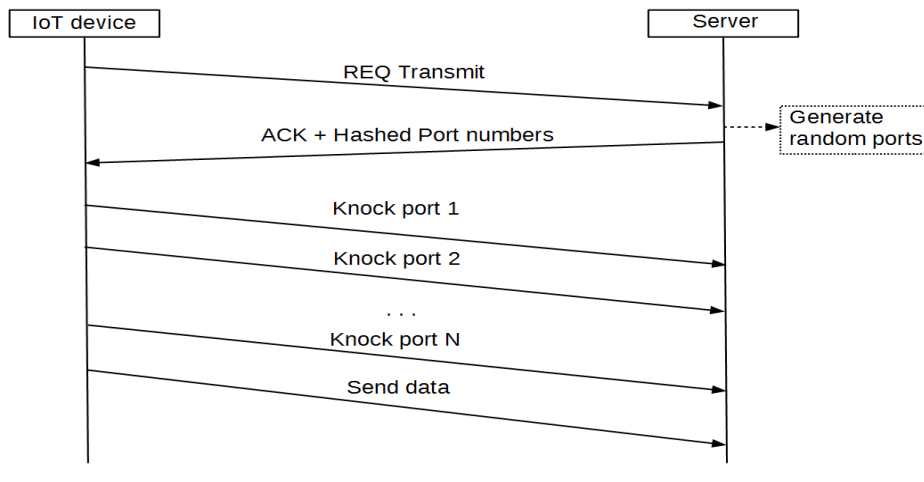 IoT device
Server
REQ Transmit
Generate
random ports
ACK + Hashed Port numbers
Knock port 1
Knock port 2
. . .
Knock port N
Send data